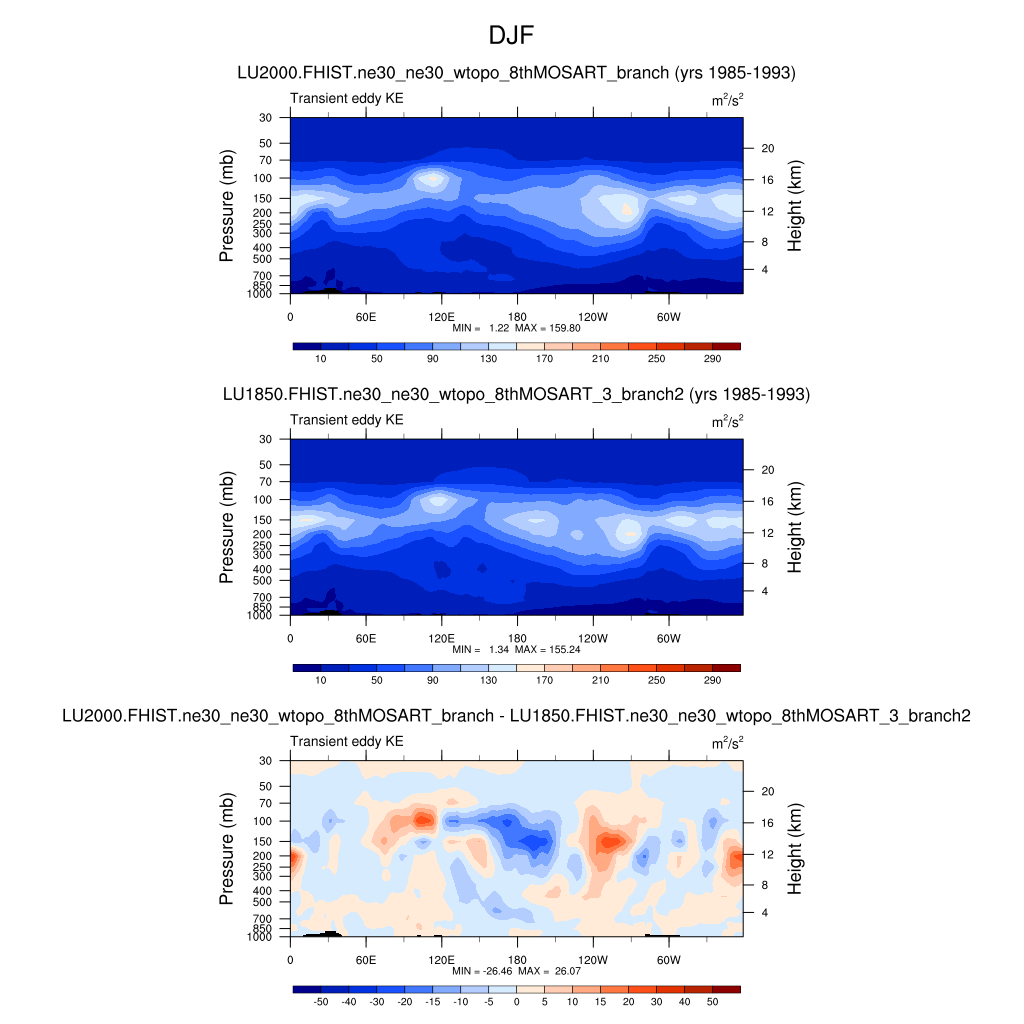 DJF
LU2000.FHIST.ne30_ne30_wtopo_8thMOSART_branch (yrs 1985-1993)
Transient eddy KE m²/s²
Pressure (mb)
30
50
70
100
150
200
250
300
400
500
700
850
1000
20
16
12
8
4
Height (km)
0 60E 120E 180 120W 60W
MIN = 1.22 MAX = 159.80
10 50 90 130 170 210 250 290
LU1850.FHIST.ne30_ne30_wtopo_8thMOSART_3_branch2 (yrs 1985-1993)
Transient eddy KE m²/s²
Pressure (mb)
30
50
70
100
150
200
250
300
400
500
700
850
1000
20
16
12
8
4
Height (km)
0 60E 120E 180 120W 60W
MIN = 1.34 MAX = 155.24
10 50 90 130 170 210 250 290
LU2000.FHIST.ne30_ne30_wtopo_8thMOSART_branch - LU1850.FHIST.ne30_ne30_wtopo_8thMOSART_3_branch2
Transient eddy KE m²/s²
Pressure (mb)
30
50
70
100
150
200
250
300
400
500
700
850
1000
20
16
12
8
4
Height (km)
0 60E 120E 180 120W 60W
MIN = -26.46 MAX = 26.07
-50 -40 -30 -20 -15 -10 -5 0 5 10 15 20 30 40 50